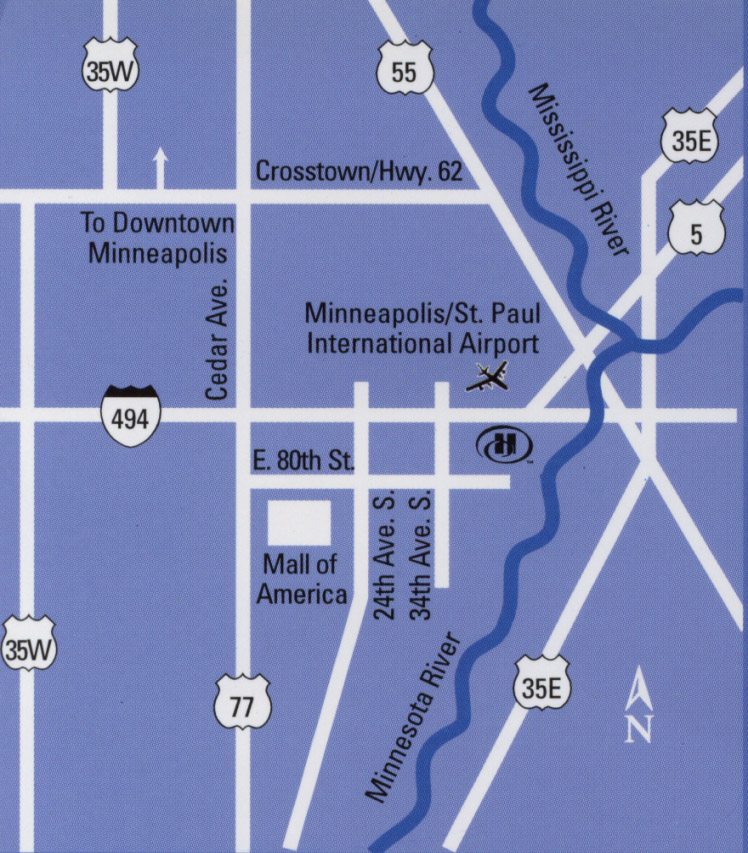 35W
55
Mississippi River
35E
Crosstown/Hwy. 62
To Downtown
Minneapolis
5
Cedar Ave.
Minneapolis/St. Paul
International Airport
494
H
E. 80th St.
Mall of
America
24th Ave. S.
34th Ave. S.
35W
77
Minnesota River
35E
N